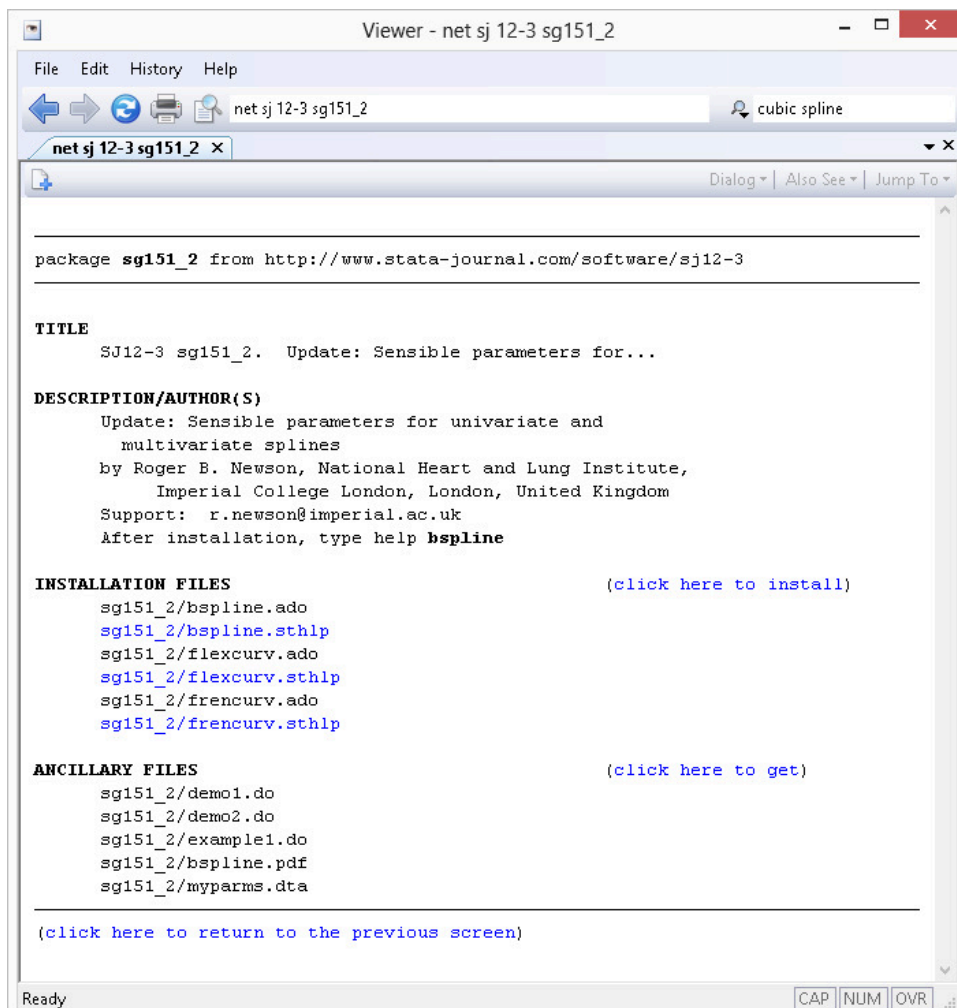 Viewer - net sj 12-3 sg151_2
File Edit History Help
net sj 12-3 sg151_2 cubic spline
net sj 12-3 sg151_2
Dialog Also See Jump To
package sg151_2 from http://www.stata-journal.com/software/sj12-3
TITLE
SJ12-3 sg151_2. Update: Sensible parameters for...
DESCRIPTION/AUTHOR(S)
Update: Sensible parameters for univariate and
multivariate splines
by Roger B. Newson, National Heart and Lung Institute,
Imperial College London, London, United Kingdom
Support: r.newson@imperial.ac.uk
After installation, type help bspline
INSTALLATION FILES (click here to install)
sg151_2/bspline.ado
sg151_2/bspline.sthlp
sg151_2/flexcurv.ado
sg151_2/flexcurv.sthlp
sg151_2/frencurv.ado
sg151_2/frencurv.sthlp
ANCILLARY FILES (click here to get)
sg151_2/demo1.do
sg151_2/demo2.do
sg151_2/example1.do
sg151_2/bspline.pdf
sg151_2/myparms.dta
(click here to return to the previous screen)
Ready CAP NUM OVR